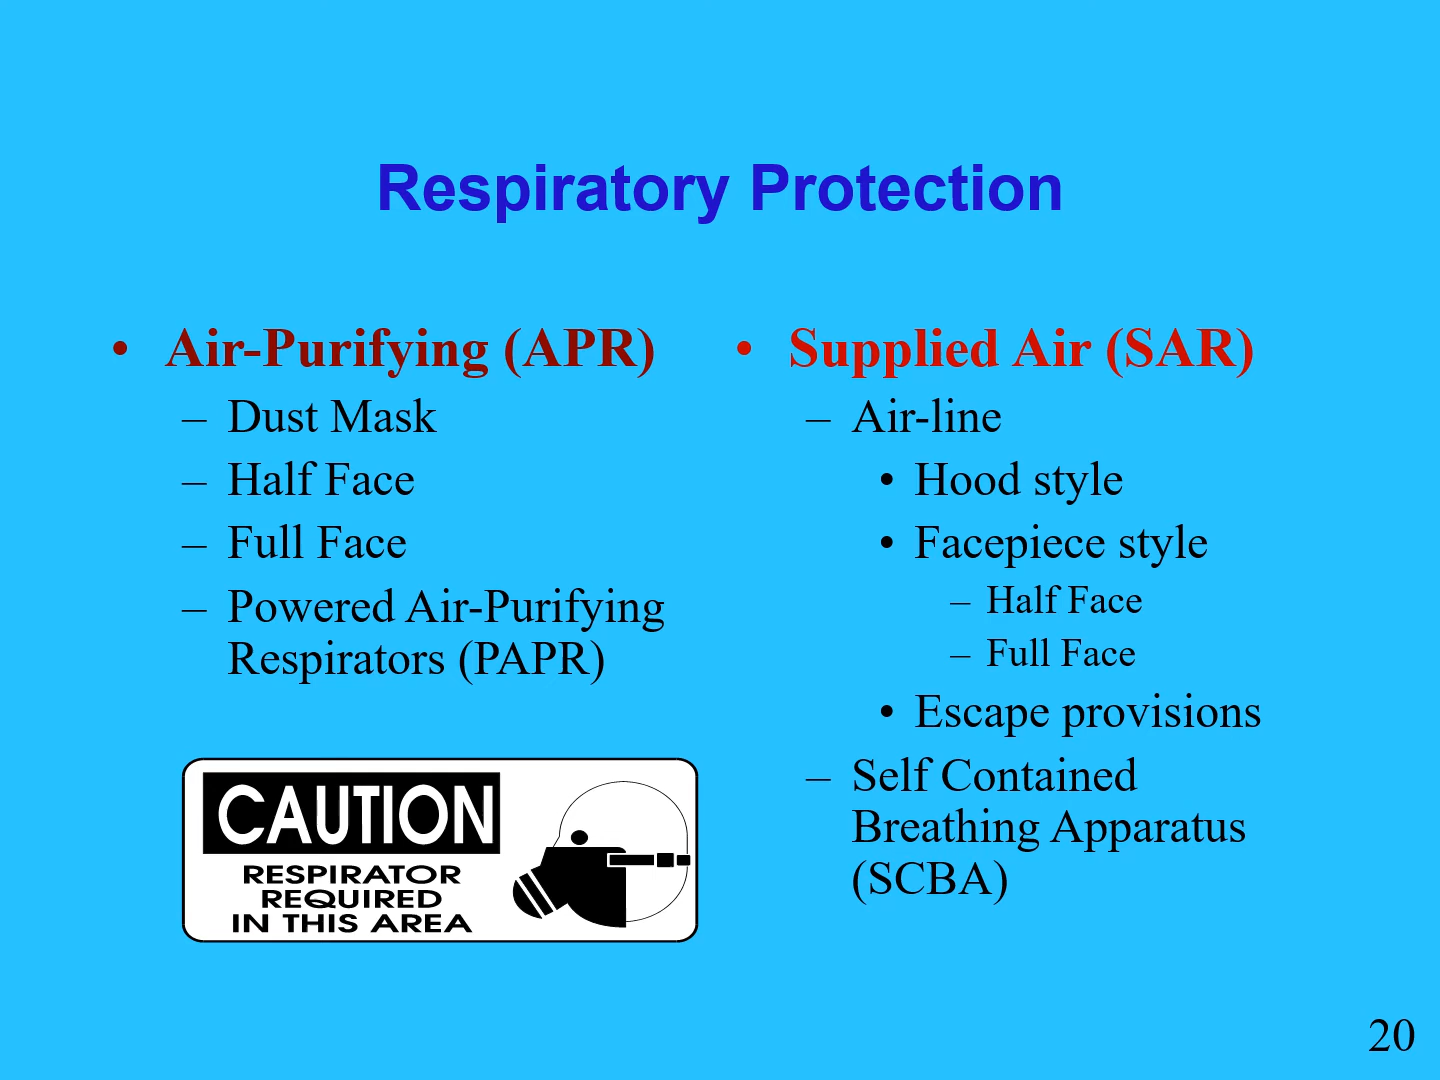 Respiratory Protection
• Air-Purifying (APR)
– Dust Mask
– Half Face
– Full Face
– Powered Air-Purifying
Respirators (PAPR)
CAUTION
RESPIRATOR
REQUIRED
IN THIS AREA
• Supplied Air (SAR)
– Air-line
• Hood style
• Facepiece style
– Half Face
– Full Face
• Escape provisions
– Self Contained
Breathing Apparatus
(SCBA)
20